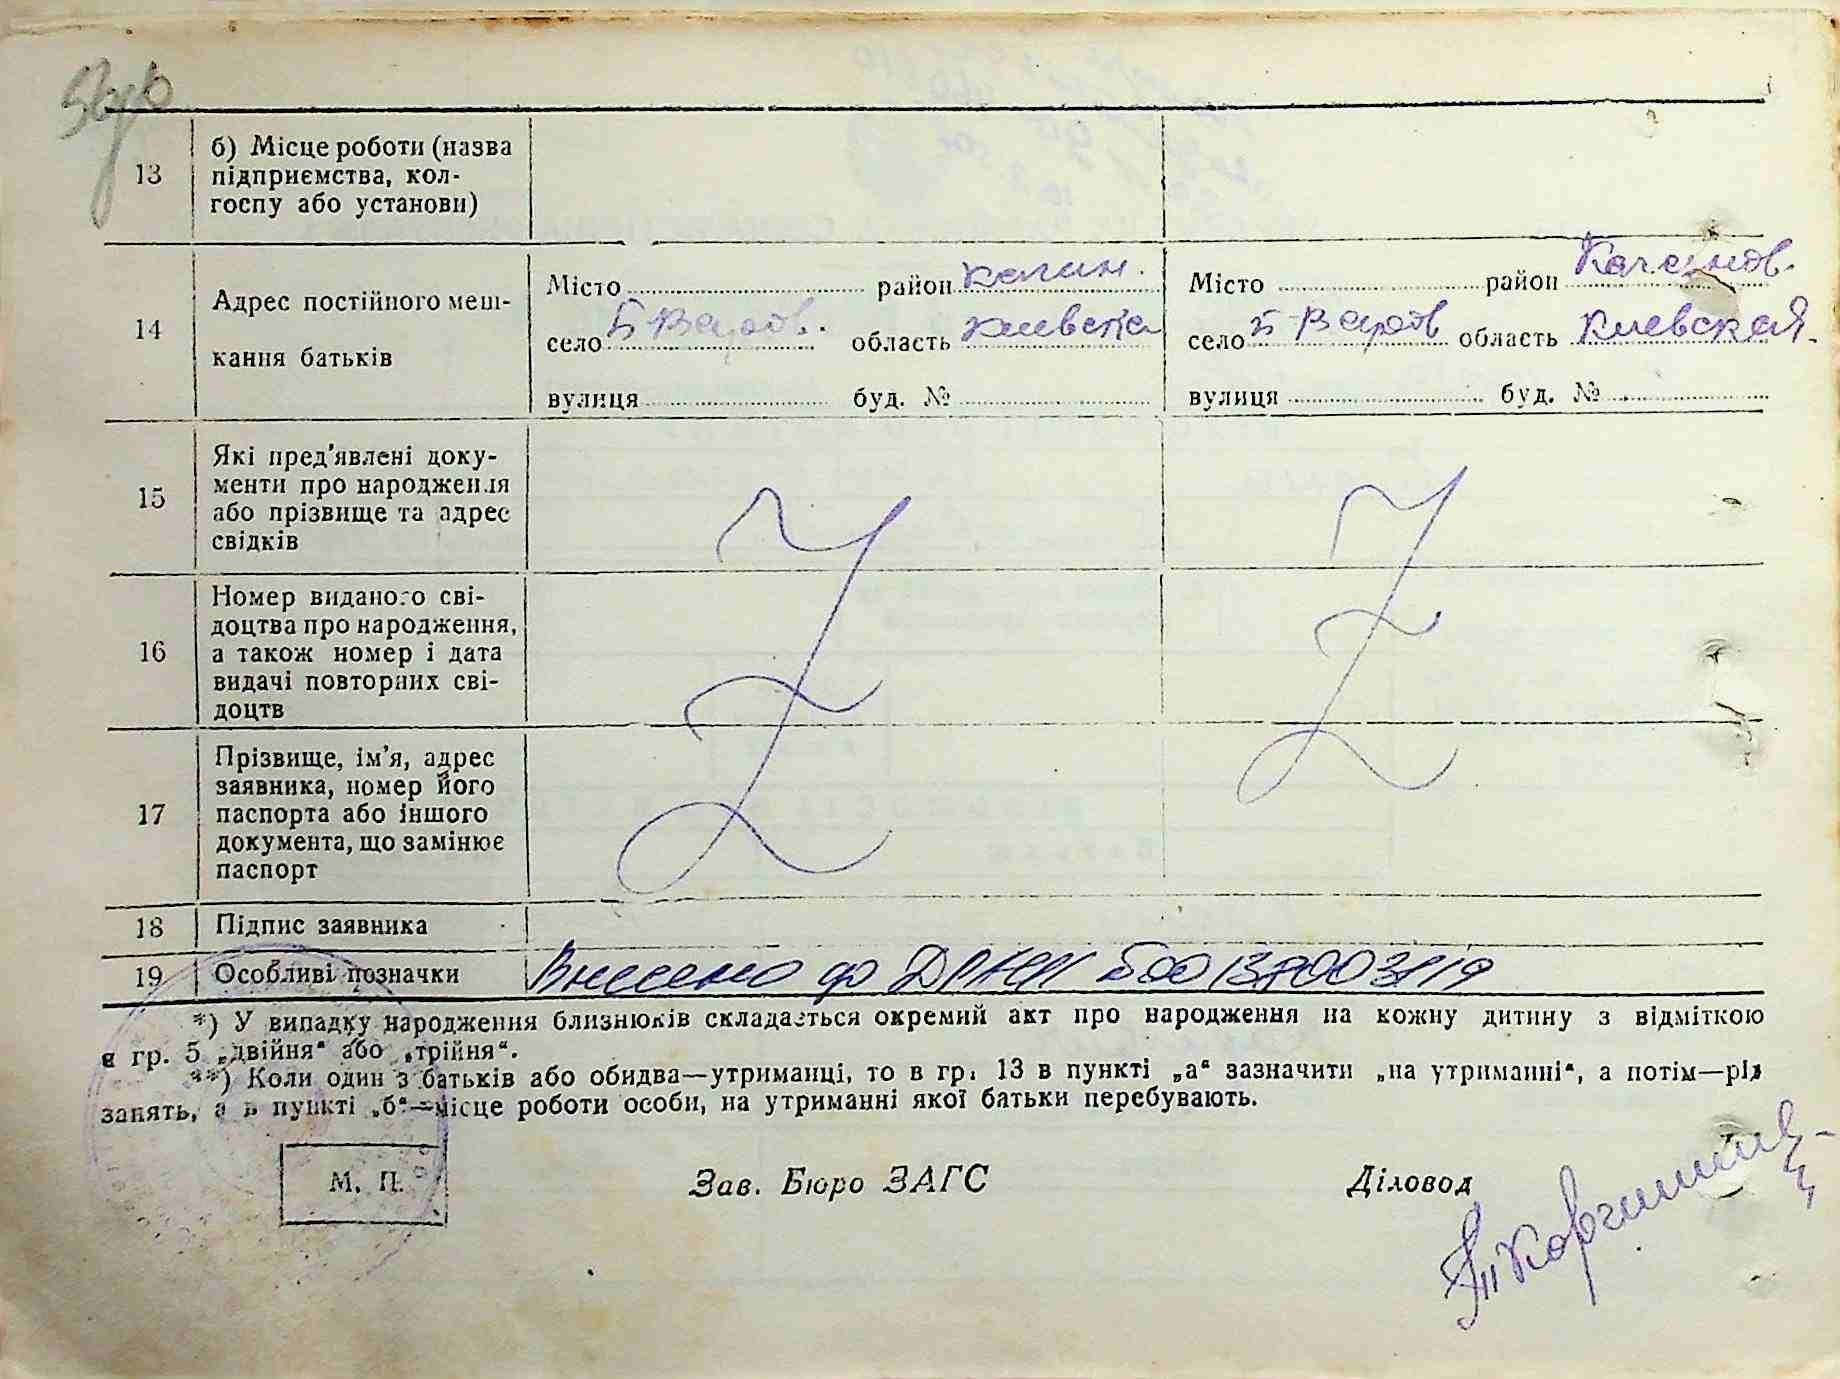 13
б) Місце роботи (назва
підприємства, кол-
госпу або установи)
14
Адрес постійного меш-
кання батьків
Місто район
село область
вулиця буд. №
Місто район
село область Киевская.
вулиця буд. №
15
Які пред'явлені доку-
менти про народження
або прізвище та адрес
свідків
16
Номер виданого сві-
доцтва про народження,
а також номер і дата
видачі повторних сві-
доцтв
17
Прізвище, ім'я, адрес
заявника, номер його
паспорта або іншого
документа, що замінює
паспорт
18 Підпис заявника
19 Особливі позначки Внесено до
*) У випадку народження близнюків складається окремий акт про народження на кожну дитину з відміткою
в гр. 5 „двійня“ або „трійня“.
**) Коли один з батьків або обидва—утриманці, то в гр. 13 в пункті „а“ зазначити „на утриманні“, а потім—рід
занять, а в пункті „б“—місце роботи особи, на утриманні якої батьки перебувають.
М. П.
Зав. Бюро ЗАГС
Діловод